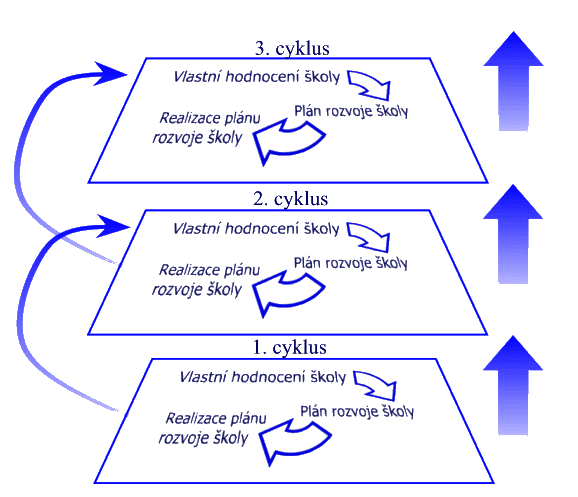 3. cyklus
Vlastní hodnocení školy
Plán rozvoje školy
Realizace plánu
rozvoje školy
2. cyklus
Vlastní hodnocení školy
Plán rozvoje školy
Realizace plánu
rozvoje školy
1. cyklus
Vlastní hodnocení školy
Plán rozvoje školy
Realizace plánu
rozvoje školy